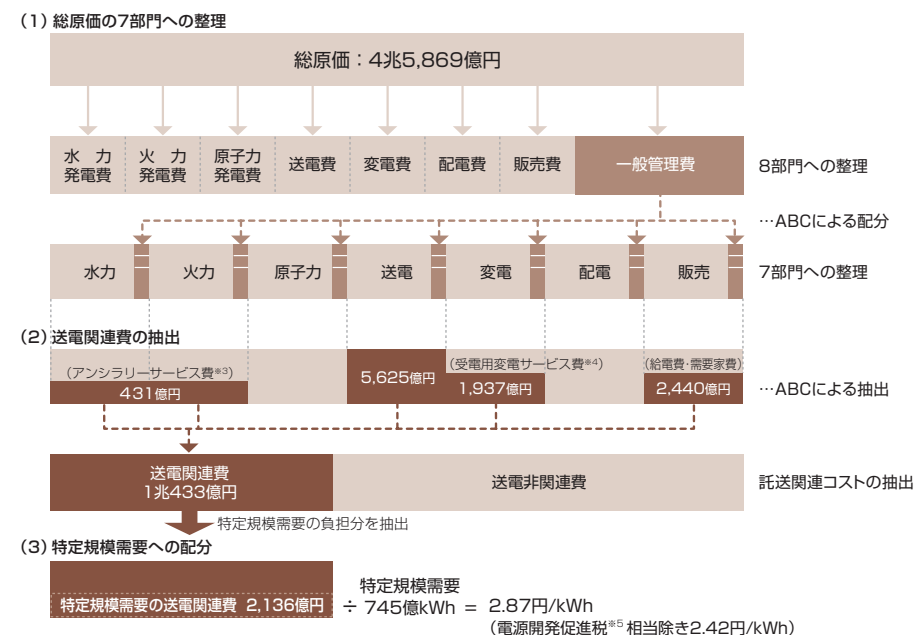 (1) 総原価の7部門への整理
総原価：4兆5,869億円
水　力
発電費
火　力
発電費
原子力
発電費
送電費
変電費
配電費
販売費
一般管理費
8部門への整理
…ABCによる配分
水力
火力
原子力
送電
変電
配電
販売
7部門への整理
(2) 送電関連費の抽出
(アンシラリーサービス費※3)
431億円
5,625億円
(受電用変電サービス費※4)
1,937億円
(給電費・需要家費)
2,440億円
…ABCによる抽出
送電関連費
1兆433億円
送電非関連費
託送関連コストの抽出
特定規模需要の負担分を抽出
(3) 特定規模需要への配分
特定規模需要の送電関連費 2,136億円
特定規模需要
÷ 745億kWh ＝ 2.87円/kWh
(電源開発促進税※5 相当除き2.42円/kWh)